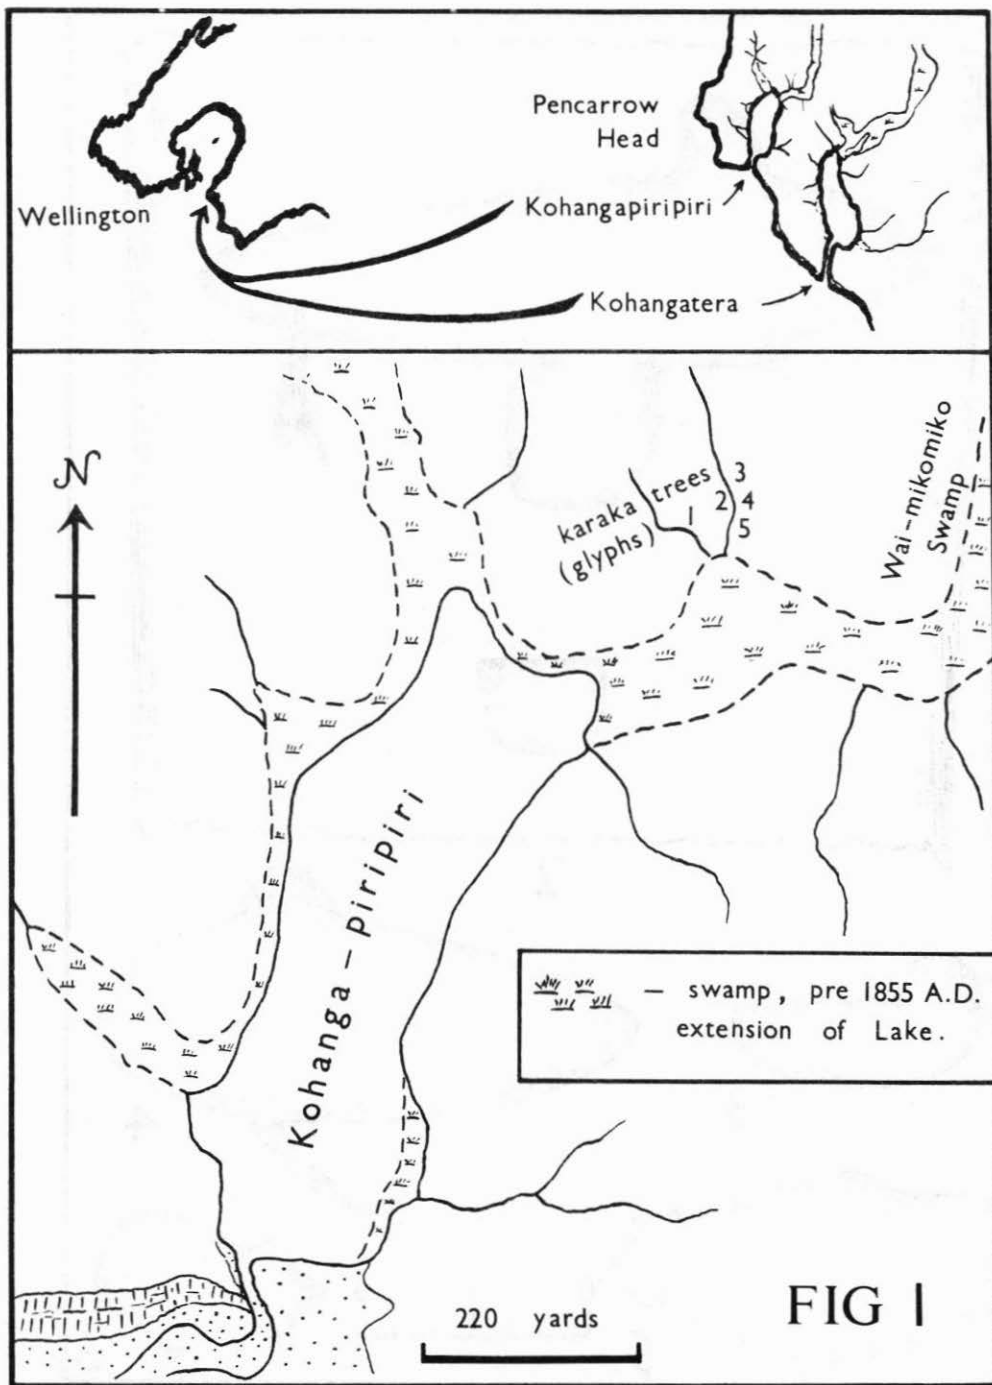 Pencarrow
Head
Wellington
Kohangapiripiri
Kohangatera
N
karaka trees
(glyphs)
1
2
3
4
5
Wai-mikomiko
Swamp
Kohanga-piripiri
– swamp, pre 1855 A.D.
extension of Lake.
220 yards
FIG 1